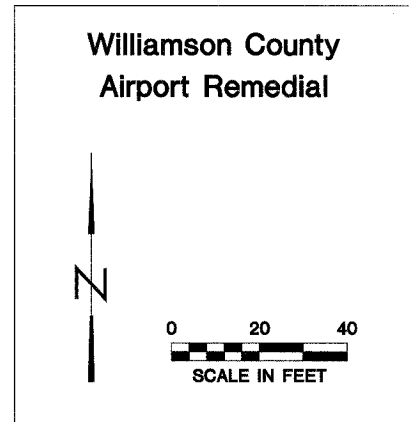 Williamson County
Airport Remedial
N
0 20 40
SCALE IN FEET